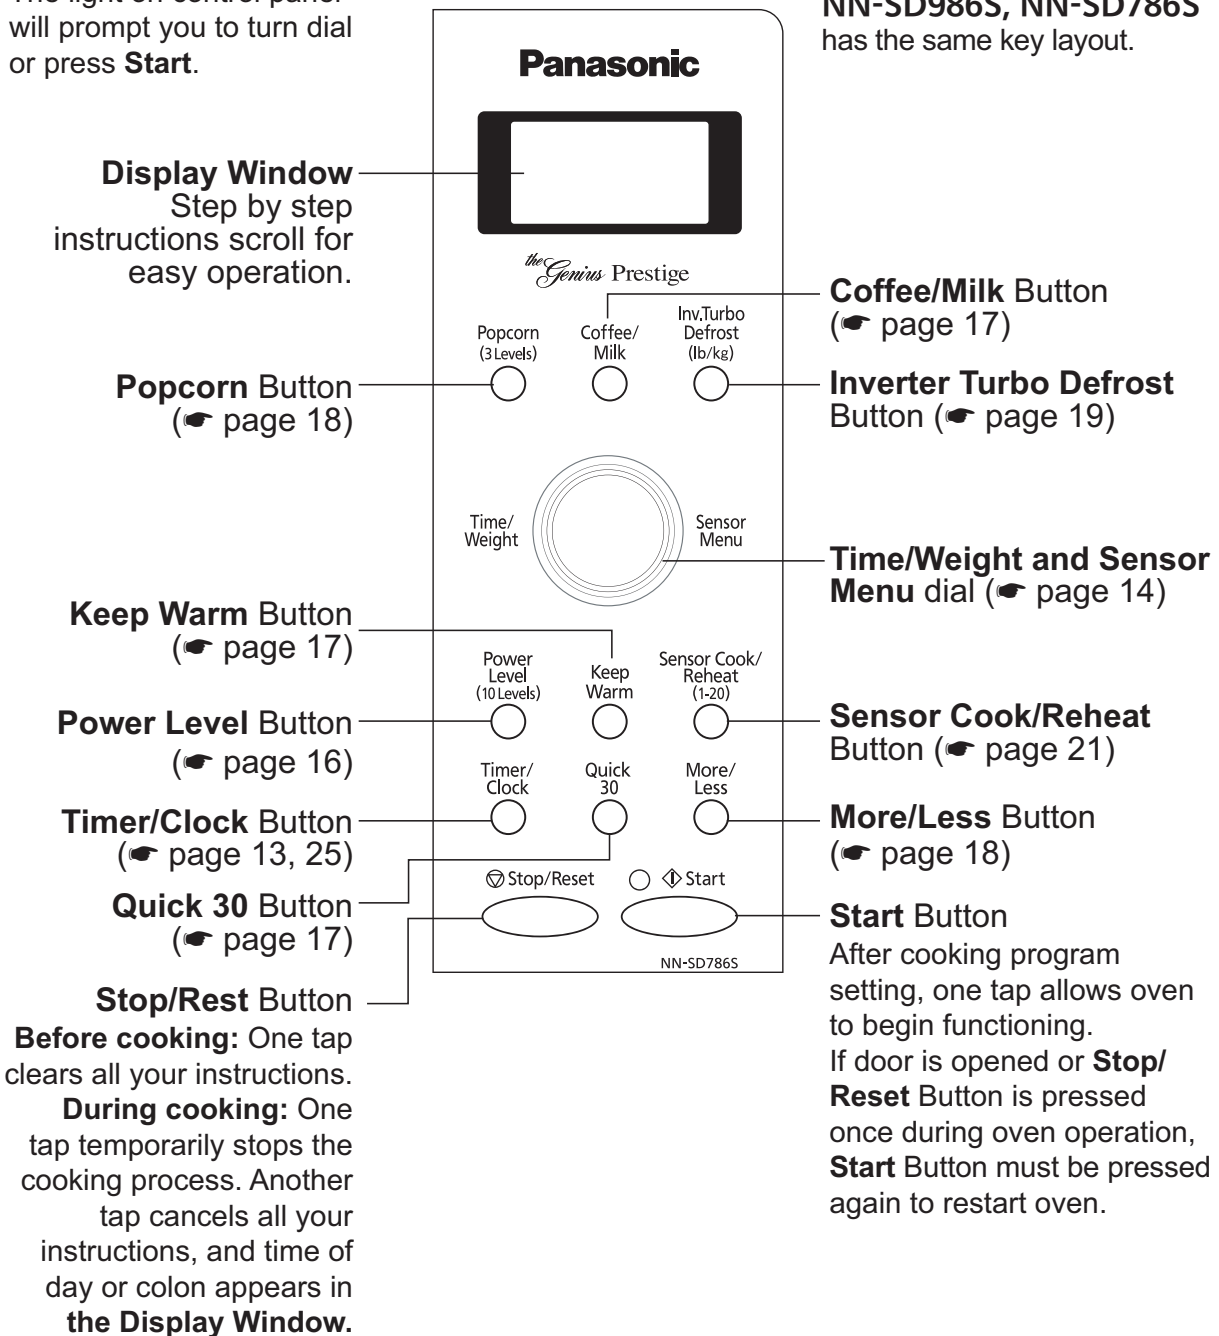 The light on control panel
will prompt you to turn dial
or press Start.
NN-SD986S, NN-SD786S
has the same key layout.
Panasonic
Display Window
Step by step
instructions scroll for
easy operation.
the Genius Prestige
Popcorn
(3 Levels)
Coffee/
Milk
Inv.Turbo
Defrost
(lb/kg)
Coffee/Milk Button
(☛ page 17)
Popcorn Button
(☛ page 18)
Inverter Turbo Defrost
Button (☛ page 19)
Time/
Weight
Sensor
Menu
Time/Weight and Sensor
Menu dial (☛ page 14)
Keep Warm Button
(☛ page 17)
Power
Level
(10 Levels)
Keep
Warm
Sensor Cook/
Reheat
(1-20)
Power Level Button
(☛ page 16)
Sensor Cook/Reheat
Button (☛ page 21)
Timer/
Clock
Quick
30
More/
Less
Timer/Clock Button
(☛ page 13, 25)
More/Less Button
(☛ page 18)
Stop/Reset
Start
Quick 30 Button
(☛ page 17)
NN-SD786S
Stop/Rest Button
Before cooking: One tap
clears all your instructions.
During cooking: One
tap temporarily stops the
cooking process. Another
tap cancels all your
instructions, and time of
day or colon appears in
the Display Window.
Start Button
After cooking program
setting, one tap allows oven
to begin functioning.
If door is opened or Stop/
Reset Button is pressed
once during oven operation,
Start Button must be pressed
again to restart oven.